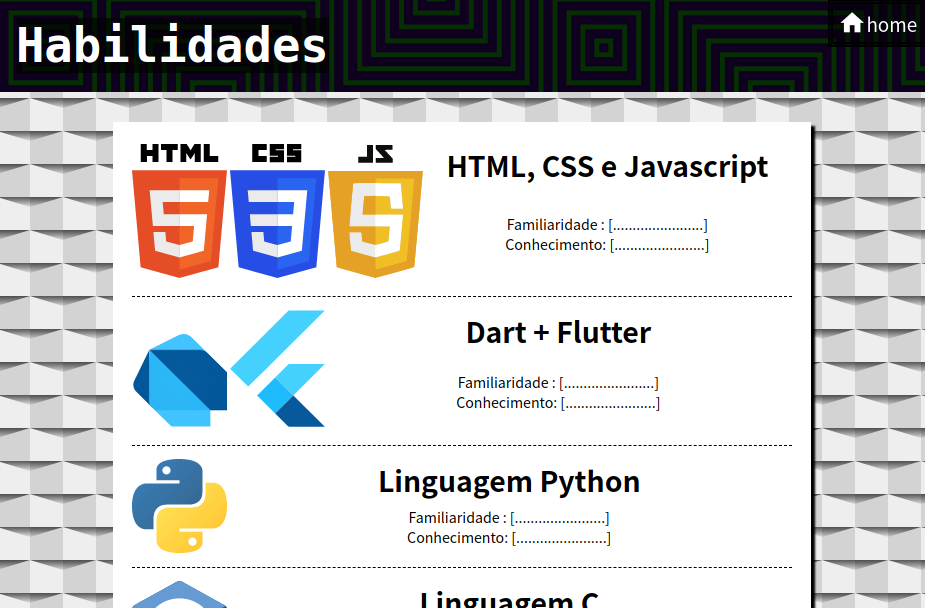 Habilidades
home
HTML CSS JS
HTML, CSS e Javascript
Familiaridade : [.......................]
Conhecimento: [.......................]
Dart + Flutter
Familiaridade : [.......................]
Conhecimento: [.......................]
Linguagem Python
Familiaridade : [.......................]
Conhecimento: [.......................]
Linguagem C